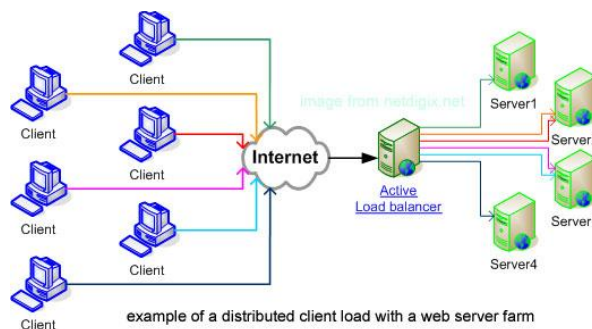 Client
Client
Client
Client
Client
Client
Internet
image from netdigix.net
Active
Load balancer
Server1
Server
Server
Server4
example of a distributed client load with a web server farm